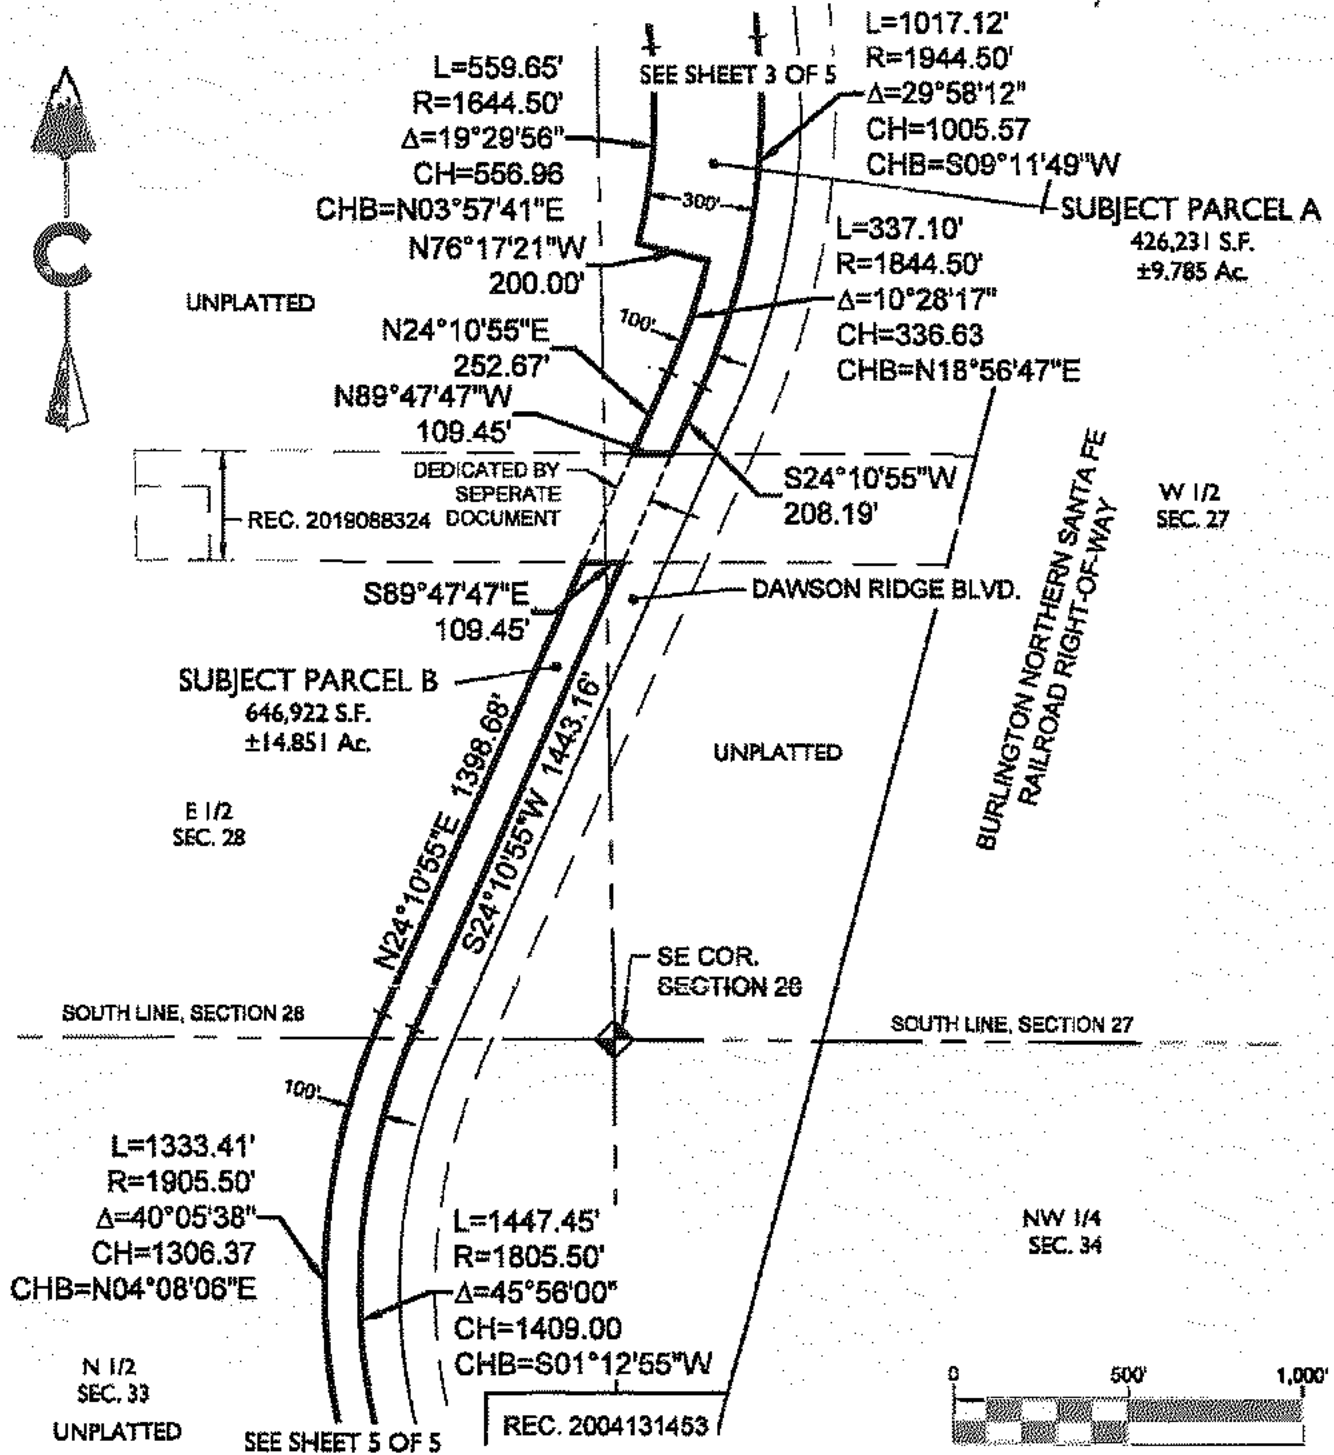 L=559.65'
R=1644.50'
Δ=19°29'56"
CH=556.96
CHB=N03°57'41"E
SEE SHEET 3 OF 5
L=1017.12'
R=1944.50'
Δ=29°58'12"
CH=1005.57
CHB=S09°11'49"W
C
300'
SUBJECT PARCEL A
426,231 S.F.
±9.785 Ac.
N76°17'21"W
200.00'
L=337.10'
R=1844.50'
Δ=10°28'17"
CH=336.63
CHB=N18°56'47"E
UNPLATTED
100'
N24°10'55"E
252.67'
N89°47'47"W
109.45'
DEDICATED BY
SEPERATE
DOCUMENT
REC. 2019088324
S24°10'55"W
208.19'
W 1/2
SEC. 27
BURLINGTON NORTHERN SANTA FE
RAILROAD RIGHT-OF-WAY
S89°47'47"E
109.45'
DAWSON RIDGE BLVD.
SUBJECT PARCEL B
646,922 S.F.
±14.851 Ac.
N24°10'55"E 1398.68'
S24°10'55"W 1443.16'
UNPLATTED
E 1/2
SEC. 28
SE COR.
SECTION 28
SOUTH LINE, SECTION 28
SOUTH LINE, SECTION 27
100'
L=1333.41'
R=1905.50'
Δ=40°05'38"
CH=1306.37
CHB=N04°08'06"E
L=1447.45'
R=1805.50'
Δ=45°56'00"
CH=1409.00
CHB=S01°12'55"W
NW 1/4
SEC. 34
N 1/2
SEC. 33
UNPLATTED
SEE SHEET 5 OF 5
REC. 2004131453
0 500' 1,000'